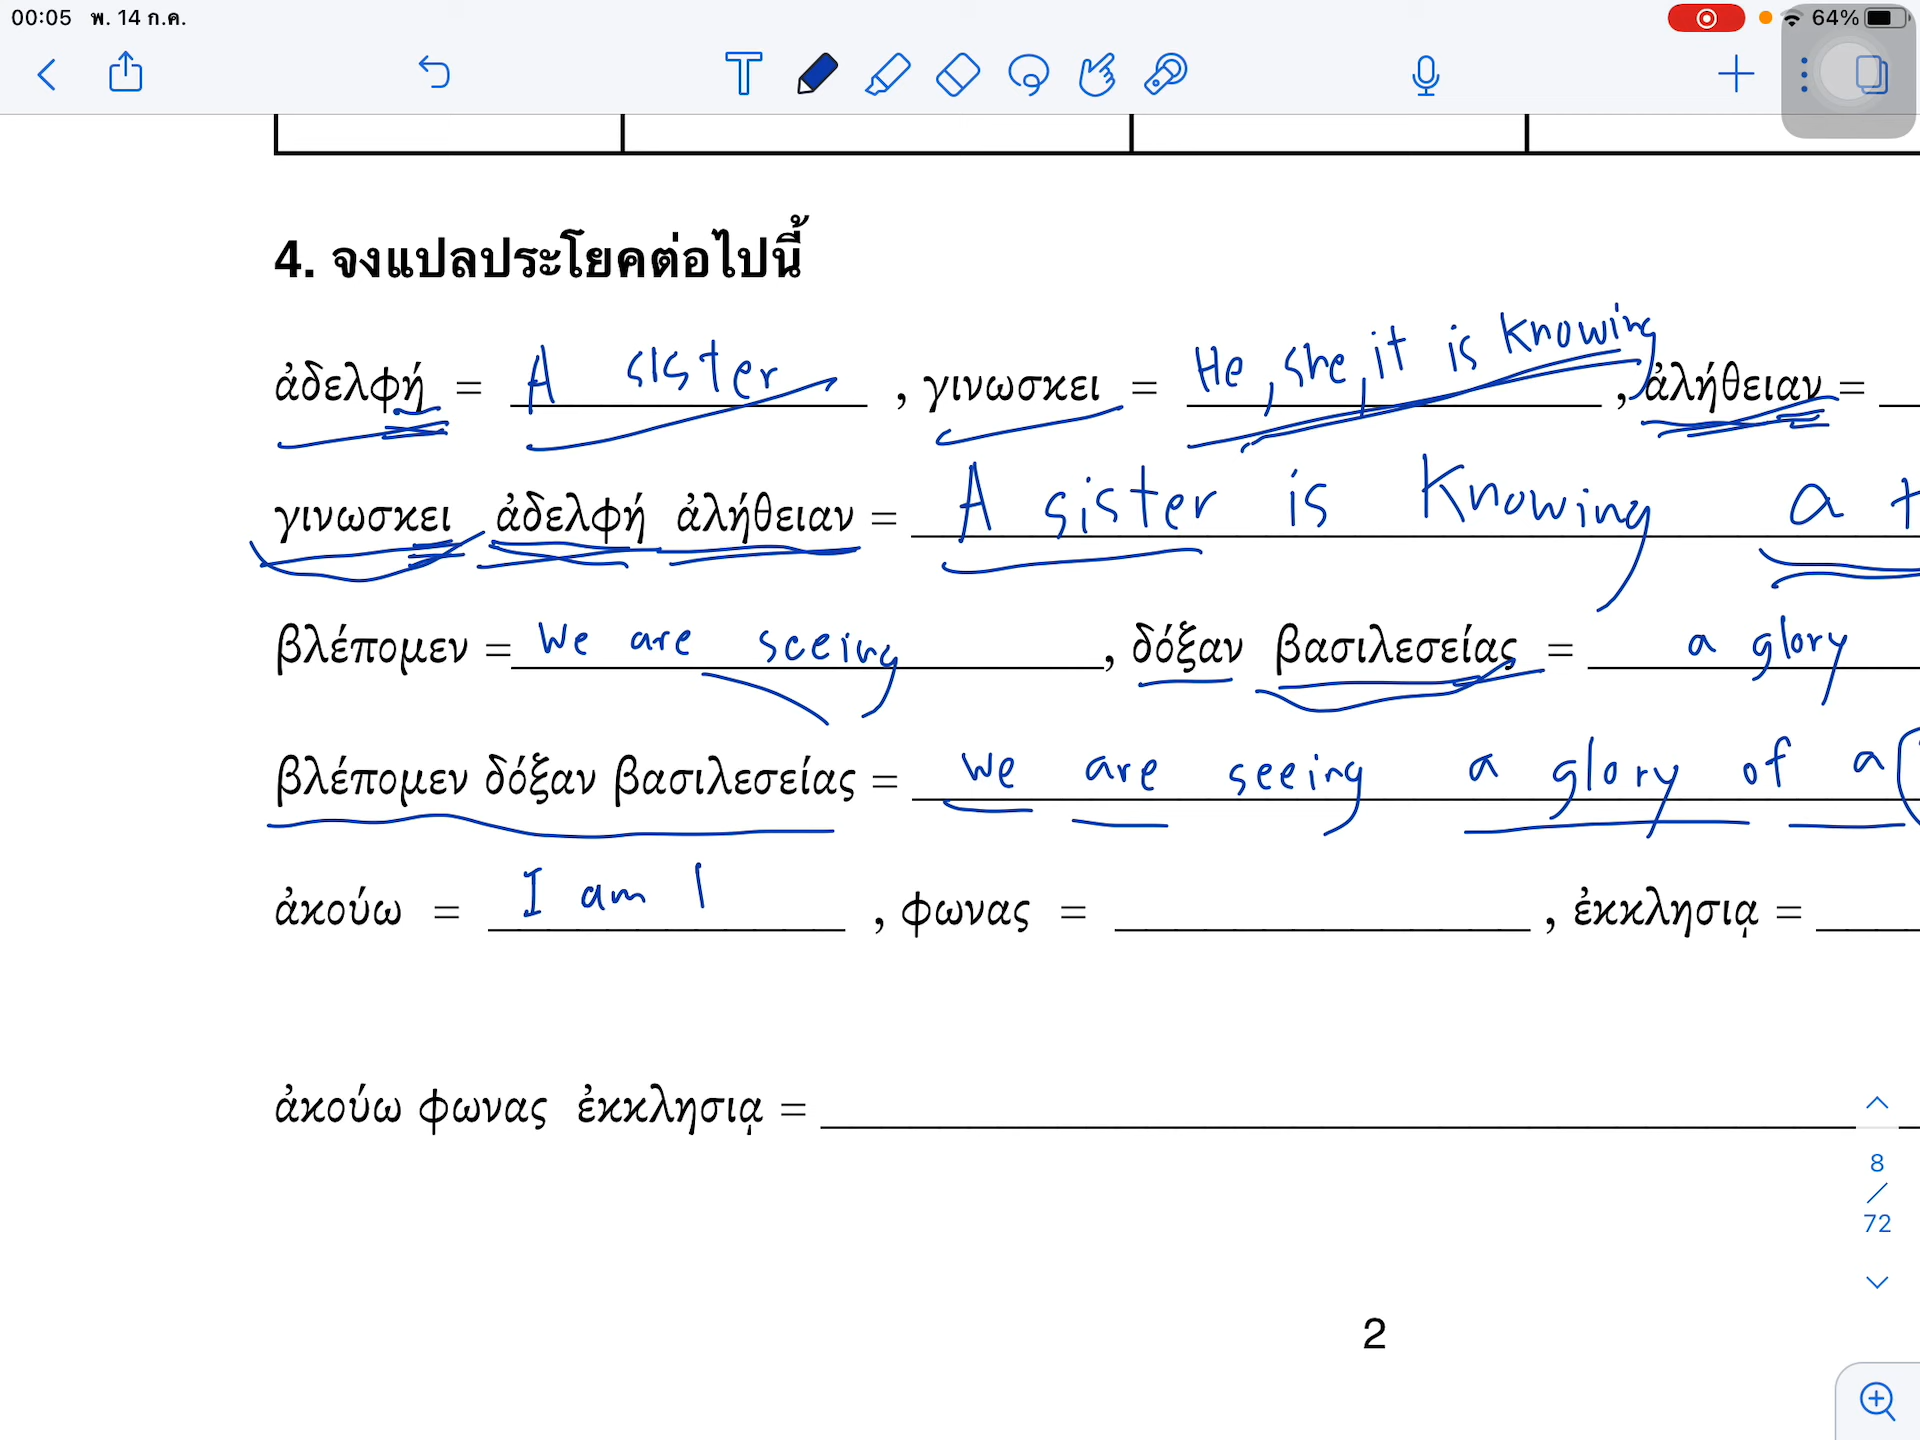 00:05 พ. 14 ก.ค. 64%
4. จงแปลประโยคต่อไปนี้
ἀδελφή = A sister , γινωσκει = He, she, it is knowing , ἀλήθειαν =
γινωσκει ἀδελφή ἀλήθειαν = A sister is knowing a t
βλέπομεν = We are seeing , δόξαν βασιλεσείας = a glory
βλέπομεν δόξαν βασιλεσείας = we are seeing a glory of a
ἀκούω = I am , φωνας = , ἐκκλησιᾳ =
ἀκούω φωνας ἐκκλησιᾳ =
8
/
72
2